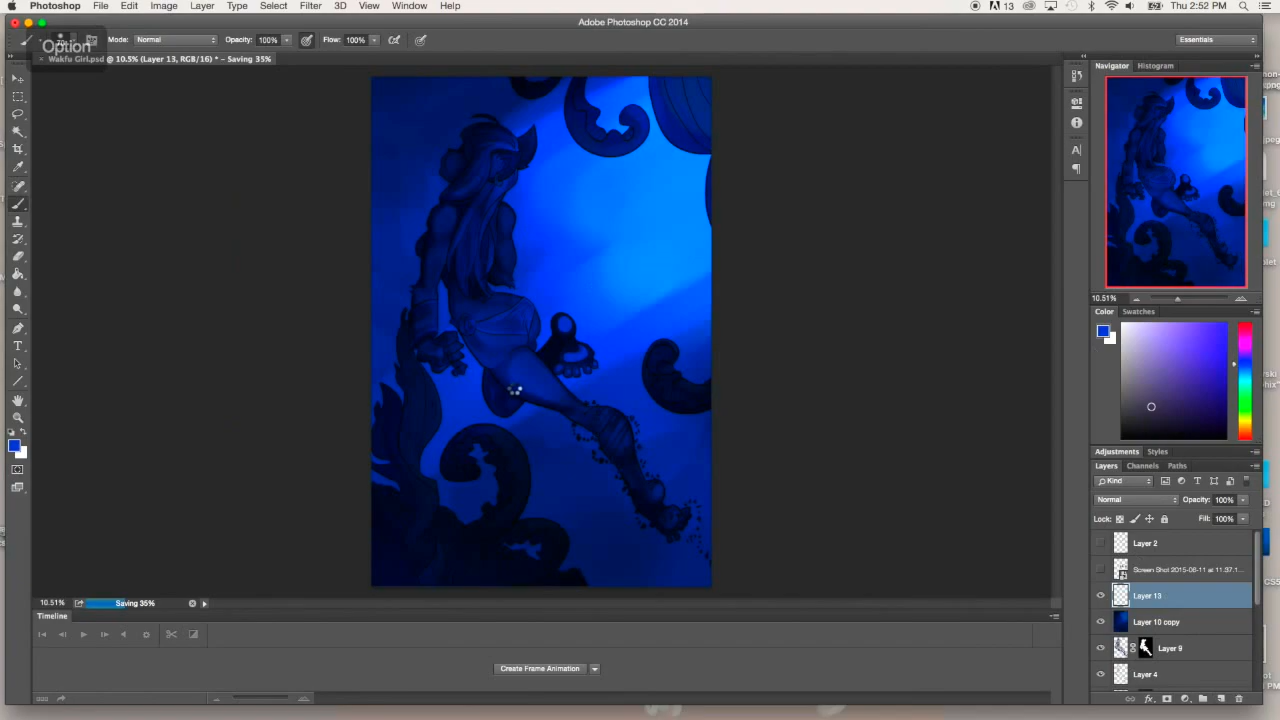 Photoshop File Edit Image Layer Type Select Filter 3D View Window Help
13 Thu 2:52 PM
Adobe Photoshop CC 2014
Option
Mode: Normal Opacity: 100% Flow: 100% Essentials
Wakfu Girl.psd @ 10.5% (Layer 13, RGB/16) * – Saving 35%
Navigator Histogram
10.51%
Color Swatches
Adjustments Styles
Layers Channels Paths
Kind
Normal Opacity: 100%
Lock: Fill: 100%
Layer 2
Screen Shot 2015-06-11 at 11.37.1...
Layer 13
Layer 10 copy
Layer 9
Layer 4
10.51% Saving 35%
Timeline
Create Frame Animation